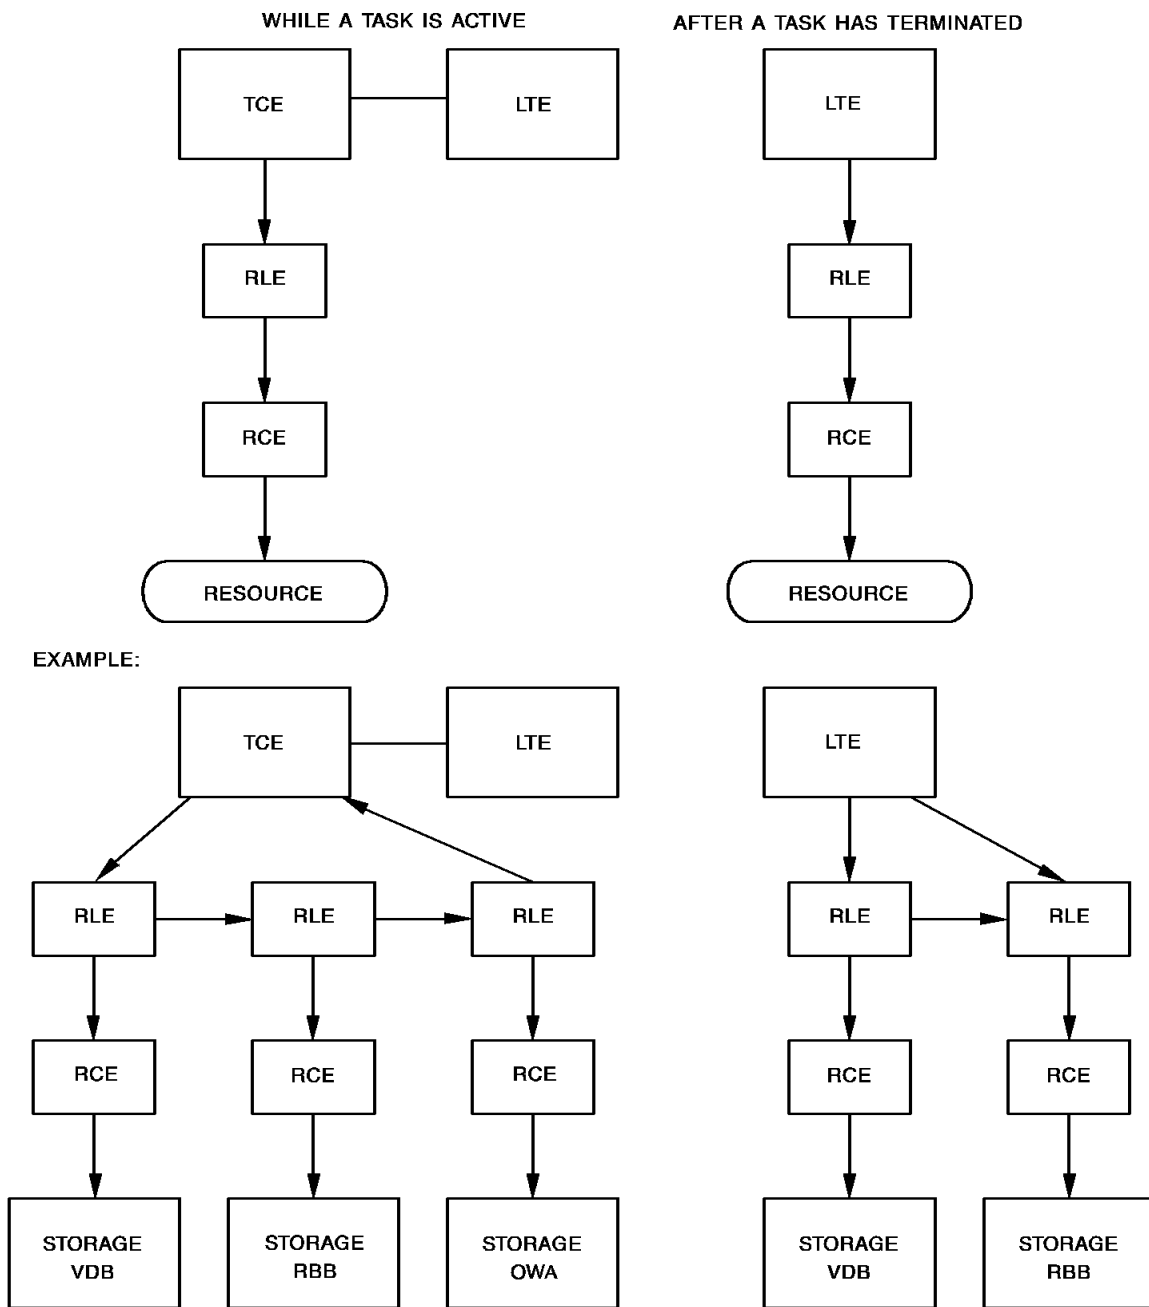 WHILE A TASK IS ACTIVE
AFTER A TASK HAS TERMINATED
TCE
LTE
LTE
RLE
RLE
RCE
RCE
RESOURCE
RESOURCE
EXAMPLE:
TCE
LTE
LTE
RLE
RLE
RLE
RLE
RLE
RCE
RCE
RCE
RCE
RCE
STORAGE
VDB
STORAGE
RBB
STORAGE
OWA
STORAGE
VDB
STORAGE
RBB